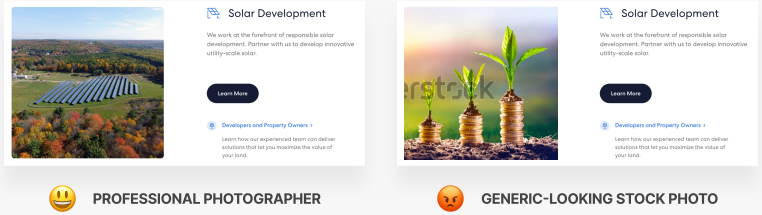 Solar Development
We work at the forefront of responsible solar
development. Partner with us to develop innovative
utility-scale solar.
Learn More
Developers and Property Owners >
Learn how our experienced team can deliver
solutions that let you maximize the value of
your land.
PROFESSIONAL PHOTOGRAPHER
erstock
Solar Development
We work at the forefront of responsible solar
development. Partner with us to develop innovative
utility-scale solar.
Learn More
Developers and Property Owners >
Learn how our experienced team can deliver
solutions that let you maximize the value of
your land.
GENERIC-LOOKING STOCK PHOTO